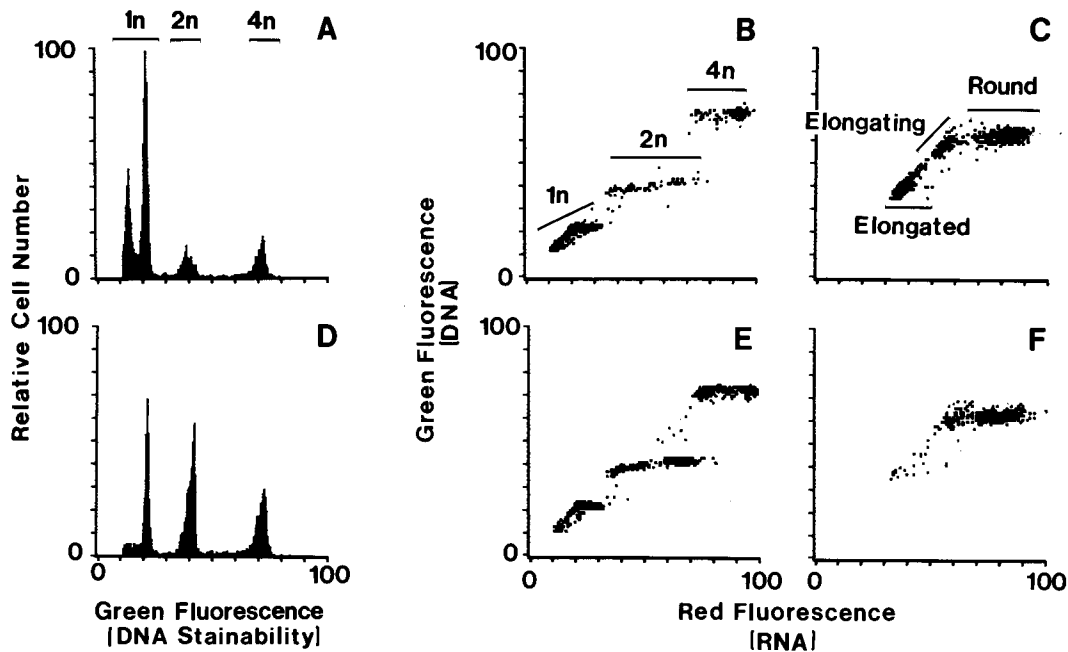 1n 2n 4n A
100
0
Relative Cell Number
D
100
0
0 100
Green Fluorescence
[DNA Stainability]
B
100
4n
2n
1n
0
Green Fluorescence
[DNA]
C
Round
Elongating
Elongated
E
100
0
0 100
F
0 100
Red Fluorescence
[RNA]